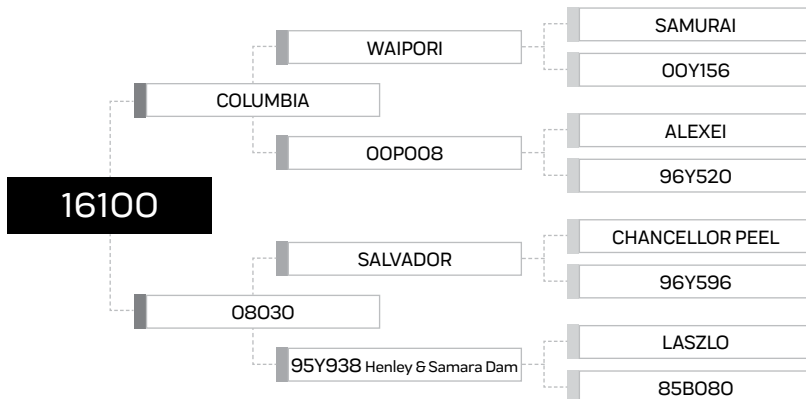 SAMURAI
WAIPORI
00Y156
COLUMBIA
ALEXEI
00P008
96Y520
16100
CHANCELLOR PEEL
SALVADOR
96Y596
08030
LASZLO
95Y938 Henley & Samara Dam
85B080